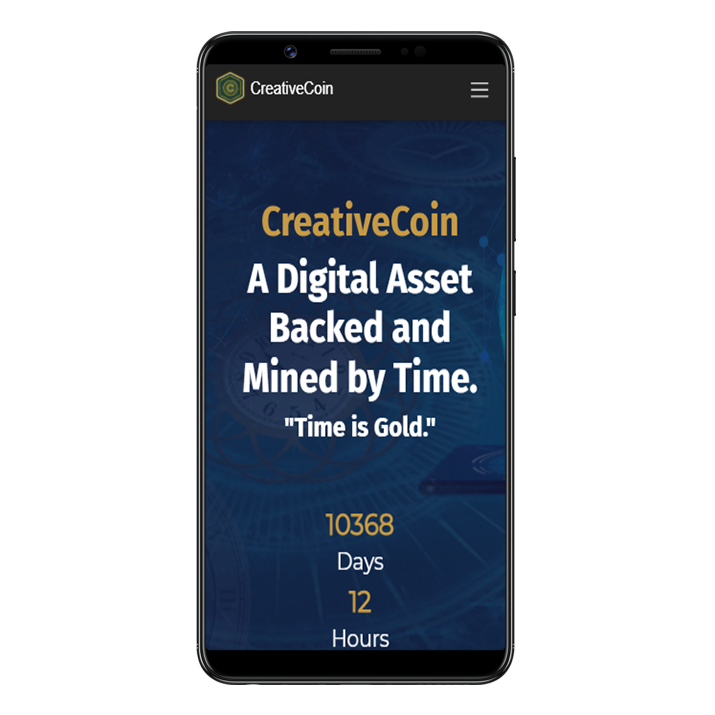 CreativeCoin
CreativeCoin
A Digital Asset
Backed and
Mined by Time.
"Time is Gold."
10368
Days
12
Hours